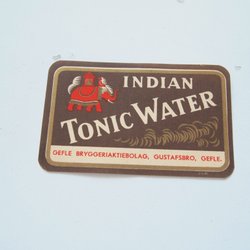 INDIAN
TONIC WATER
GEFLE BRYGGERIAKTIEBOLAG, GUSTAFSBRO, GEFLE.